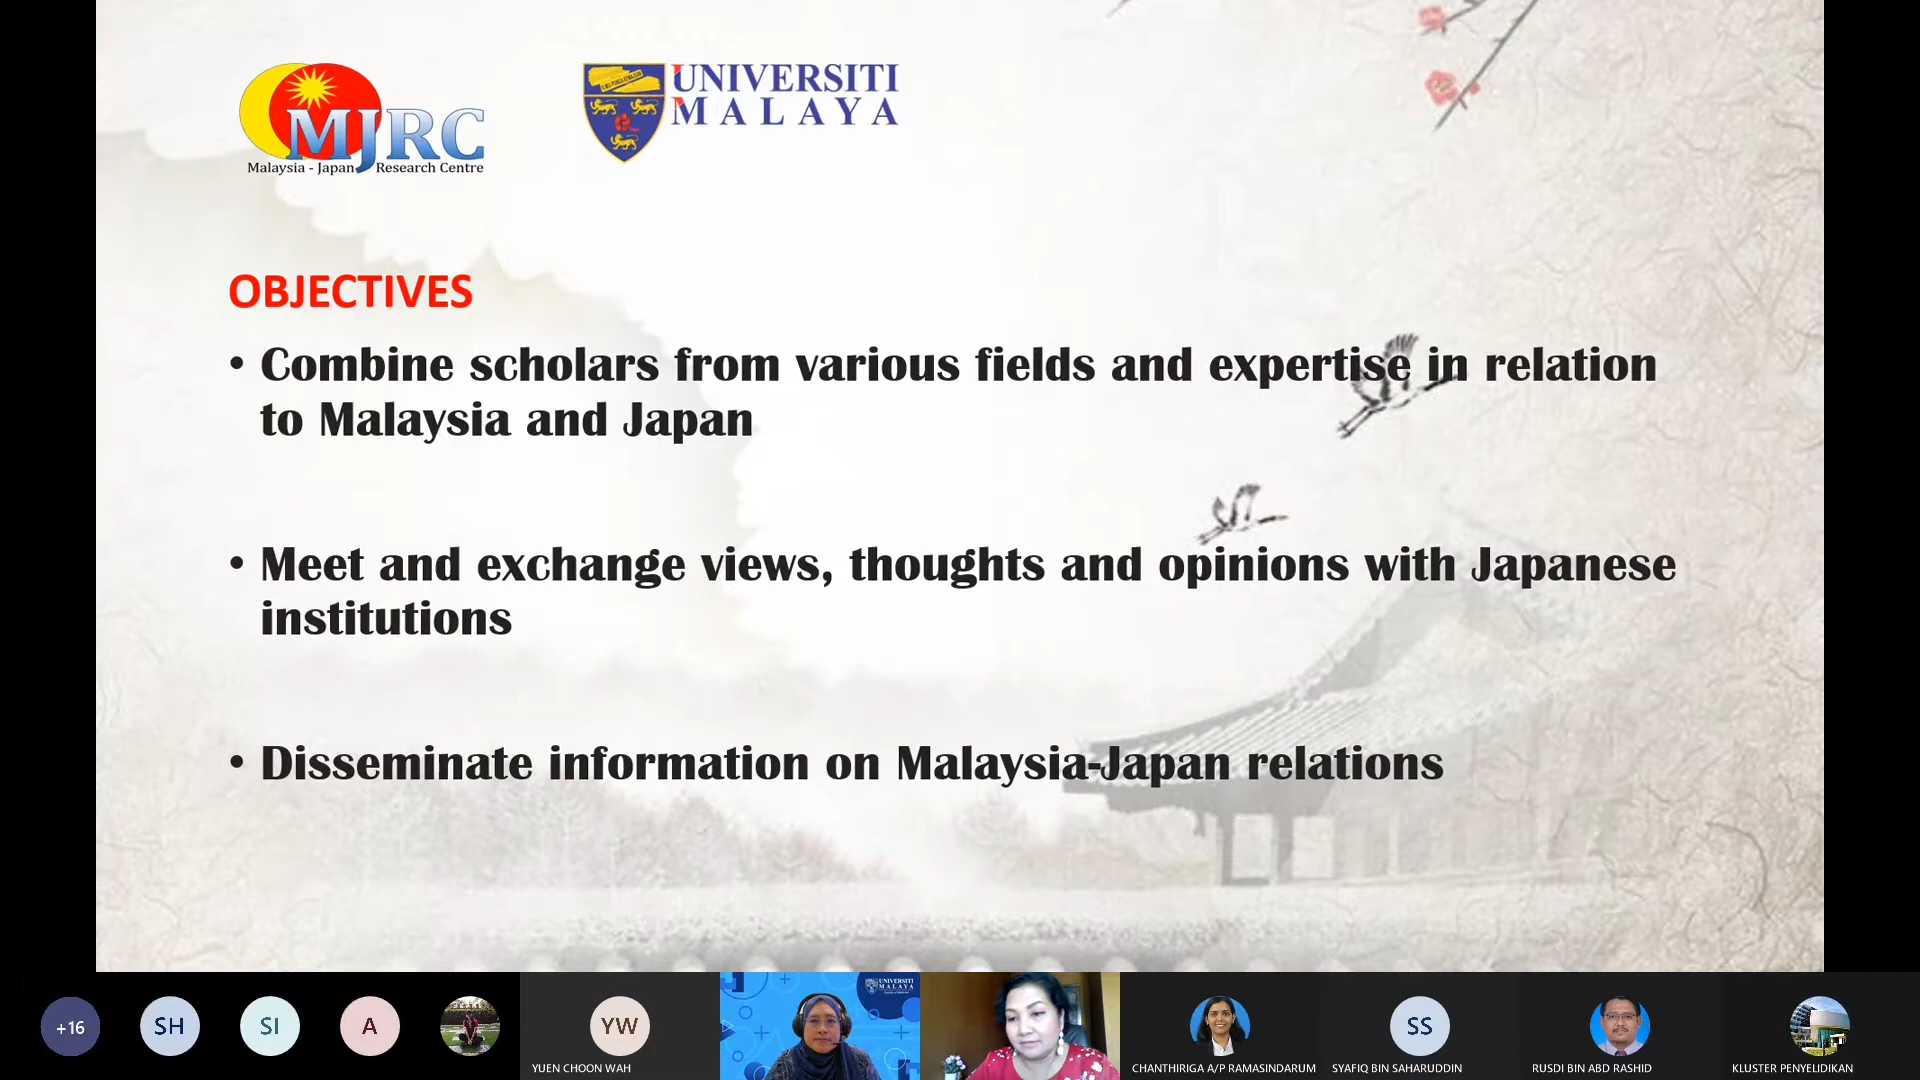 MJRC
Malaysia - Japan Research Centre
UNIVERSITI
MALAYA
OBJECTIVES
• Combine scholars from various fields and expertise in relation
to Malaysia and Japan
• Meet and exchange views, thoughts and opinions with Japanese
institutions
• Disseminate information on Malaysia-Japan relations
+16
SH
SI
A
YW
YUEN CHOON WAH
UNIVERSITI
MALAYA
CHANTHIRIGA A/P RAMASINDARUM
SS
SYAFIQ BIN SAHARUDDIN
RUSDI BIN ABD RASHID
KLUSTER PENYELIDIKAN